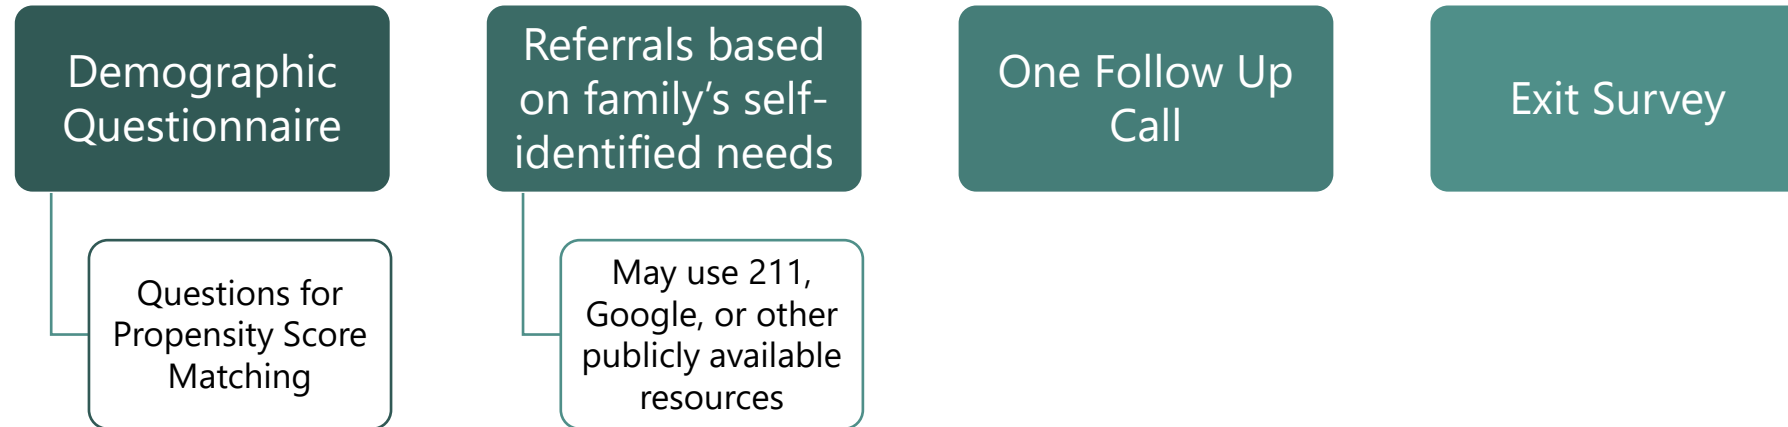 Demographic
Questionnaire
Questions for
Propensity Score
Matching
Referrals based
on family’s self-
identified needs
May use 211,
Google, or other
publicly available
resources
One Follow Up
Call
Exit Survey